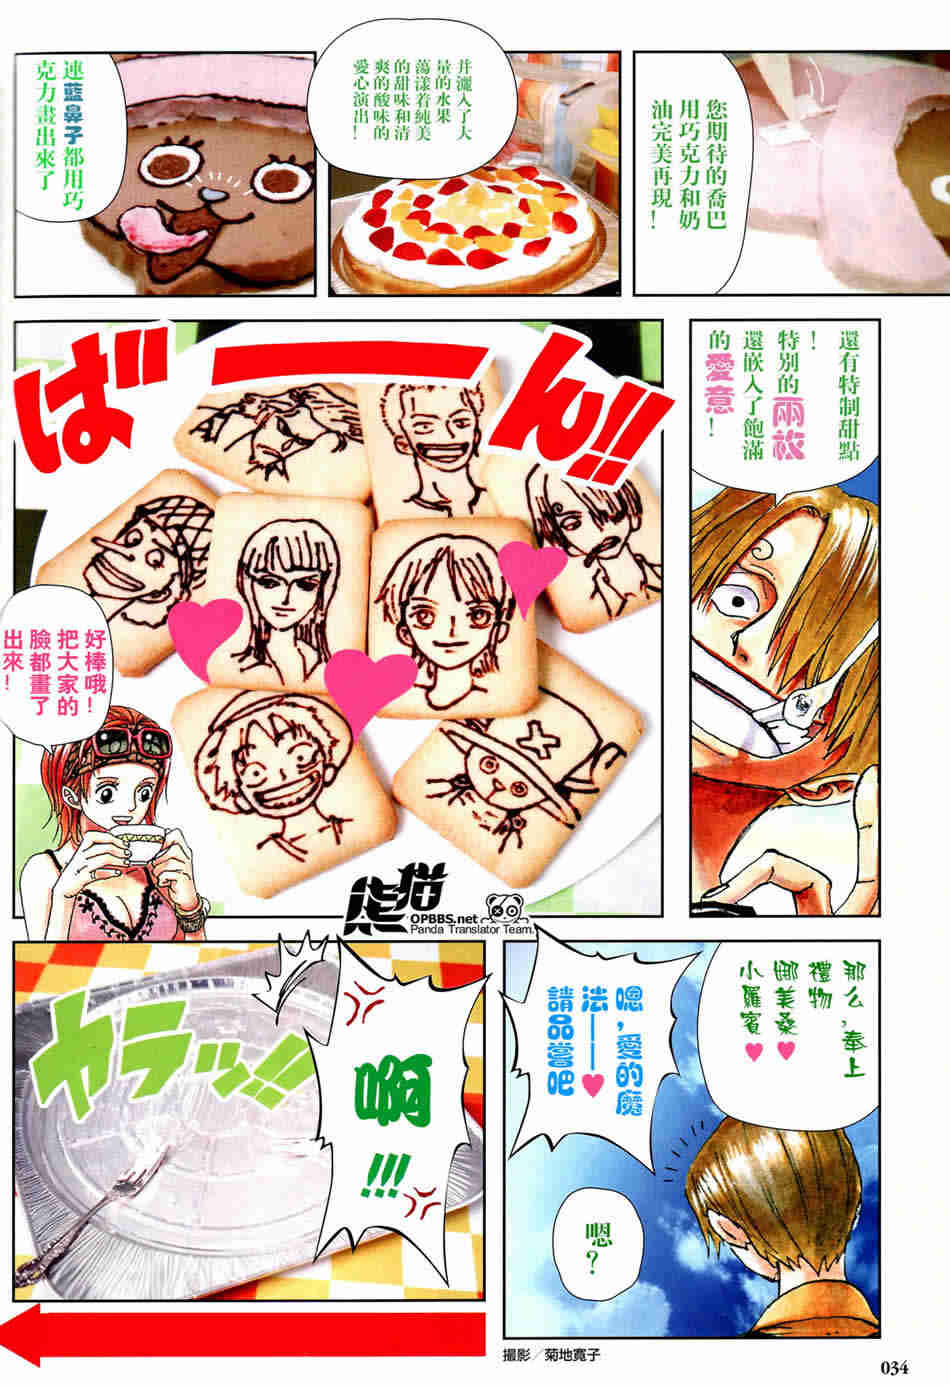 您期待的喬巴
用巧克力和奶
油完美再現!
并灑入了大
量的水果
蕩漾着純美
的甜味和清
爽的酸味的
愛心演出!
連藍鼻子都用巧
克力畫出來了
還有特制甜點
!
特別的兩枚
還嵌入了飽滿
的愛意!
ばーん!!
好棒哦!
把大家的
臉都畫了
出來!
熊猫
OPBBS.net
Panda Translator Team.
那么,奉上
禮物
娜美桑♥
小羅賓♥
嗯,愛的魔
法——♥
請品嘗吧
嗯?
啊!!!
ヤラッ!!
撮影／菊地寛子
034